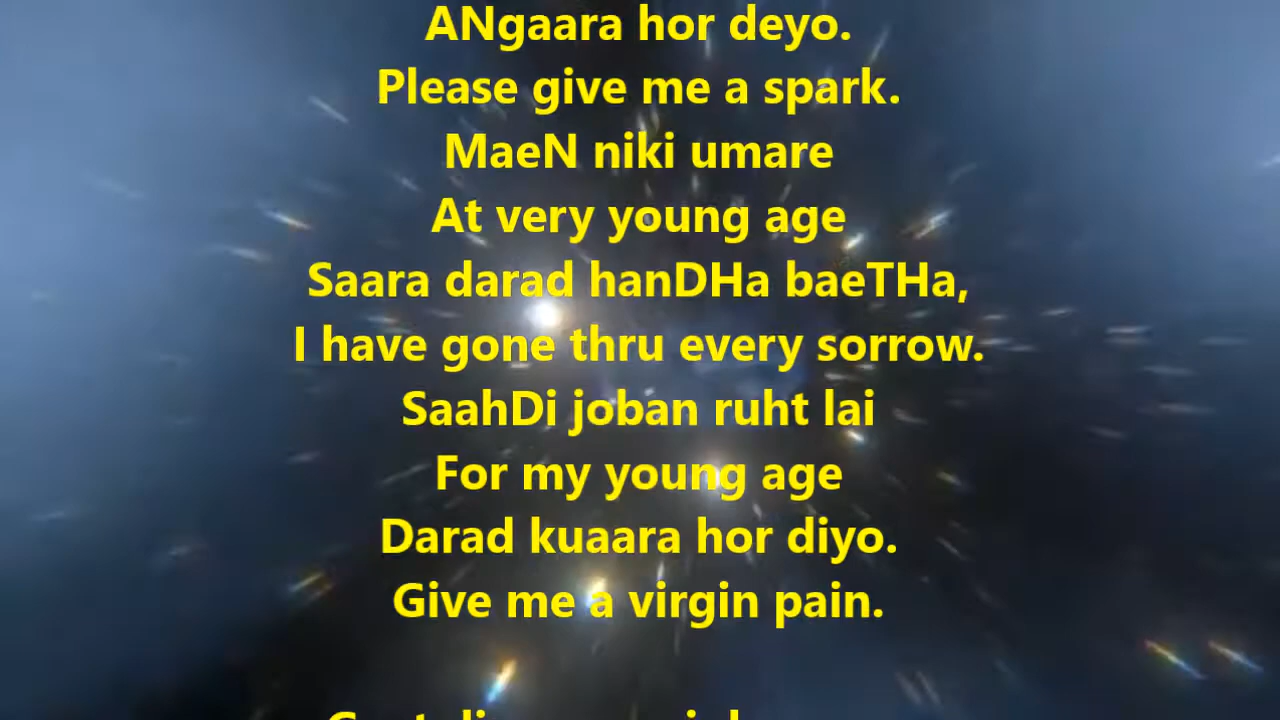 ANgaara hor deyo.
Please give me a spark.
MaeN niki umare
At very young age
Saara darad hanDHa baeTHa,
I have gone thru every sorrow.
SaahDi joban ruht lai
For my young age
Darad kuaara hor diyo.
Give me a virgin pain.